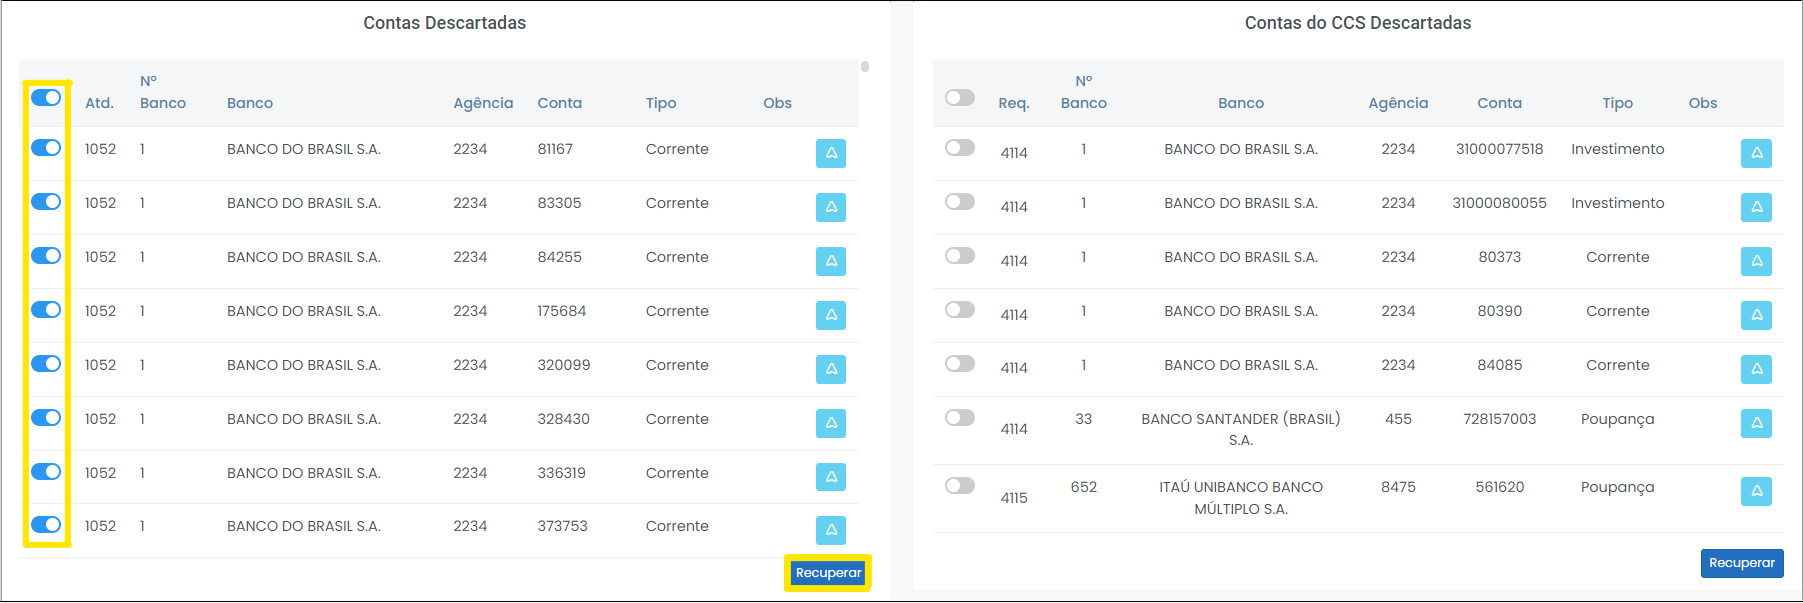 Contas Descartadas
Nº
Atd. Banco Banco Agência Conta Tipo Obs
1052 1 BANCO DO BRASIL S.A. 2234 81167 Corrente
1052 1 BANCO DO BRASIL S.A. 2234 83305 Corrente
1052 1 BANCO DO BRASIL S.A. 2234 84255 Corrente
1052 1 BANCO DO BRASIL S.A. 2234 175684 Corrente
1052 1 BANCO DO BRASIL S.A. 2234 320099 Corrente
1052 1 BANCO DO BRASIL S.A. 2234 328430 Corrente
1052 1 BANCO DO BRASIL S.A. 2234 336319 Corrente
1052 1 BANCO DO BRASIL S.A. 2234 373753 Corrente
Recuperar
Contas do CCS Descartadas
Nº
Req. Banco Banco Agência Conta Tipo Obs
4114 1 BANCO DO BRASIL S.A. 2234 31000077518 Investimento
4114 1 BANCO DO BRASIL S.A. 2234 31000080055 Investimento
4114 1 BANCO DO BRASIL S.A. 2234 80373 Corrente
4114 1 BANCO DO BRASIL S.A. 2234 80390 Corrente
4114 1 BANCO DO BRASIL S.A. 2234 84085 Corrente
4114 33 BANCO SANTANDER (BRASIL) 455 728157003 Poupança
S.A.
4115 652 ITAÚ UNIBANCO BANCO 8475 561620 Poupança
MÚLTIPLO S.A.
Recuperar